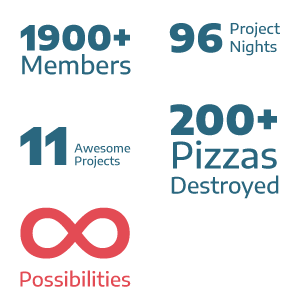 1900+
Members
96 Project
Nights
11 Awesome
Projects
200+
Pizzas
Destroyed
∞
Possibilities